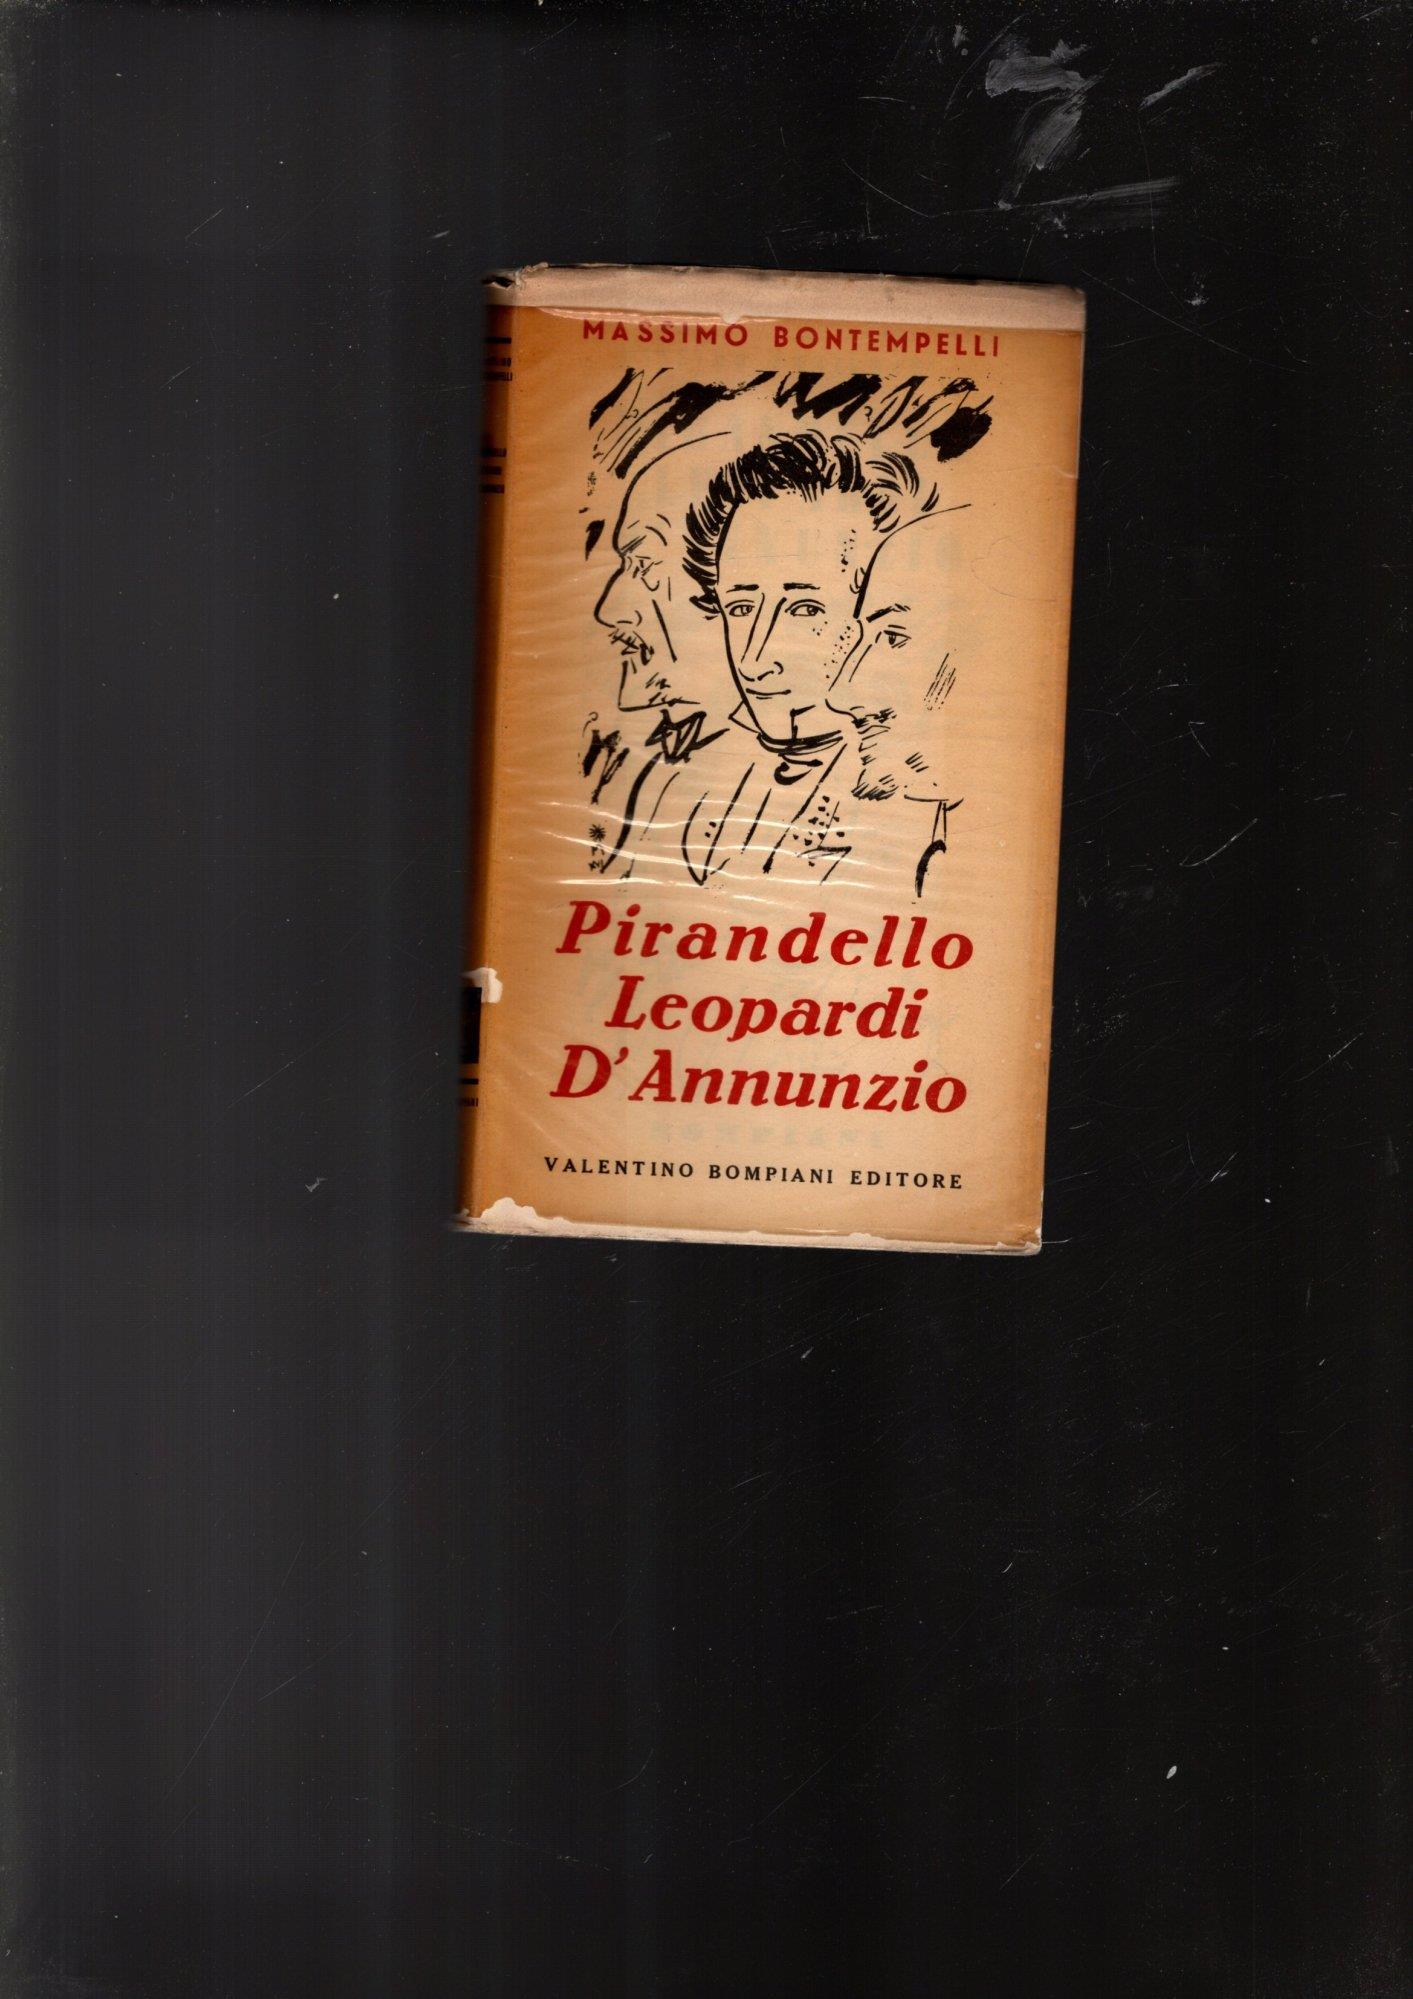 MASSIMO BONTEMPELLI
Pirandello
Leopardi
D'Annunzio
VALENTINO BOMPIANI EDITORE